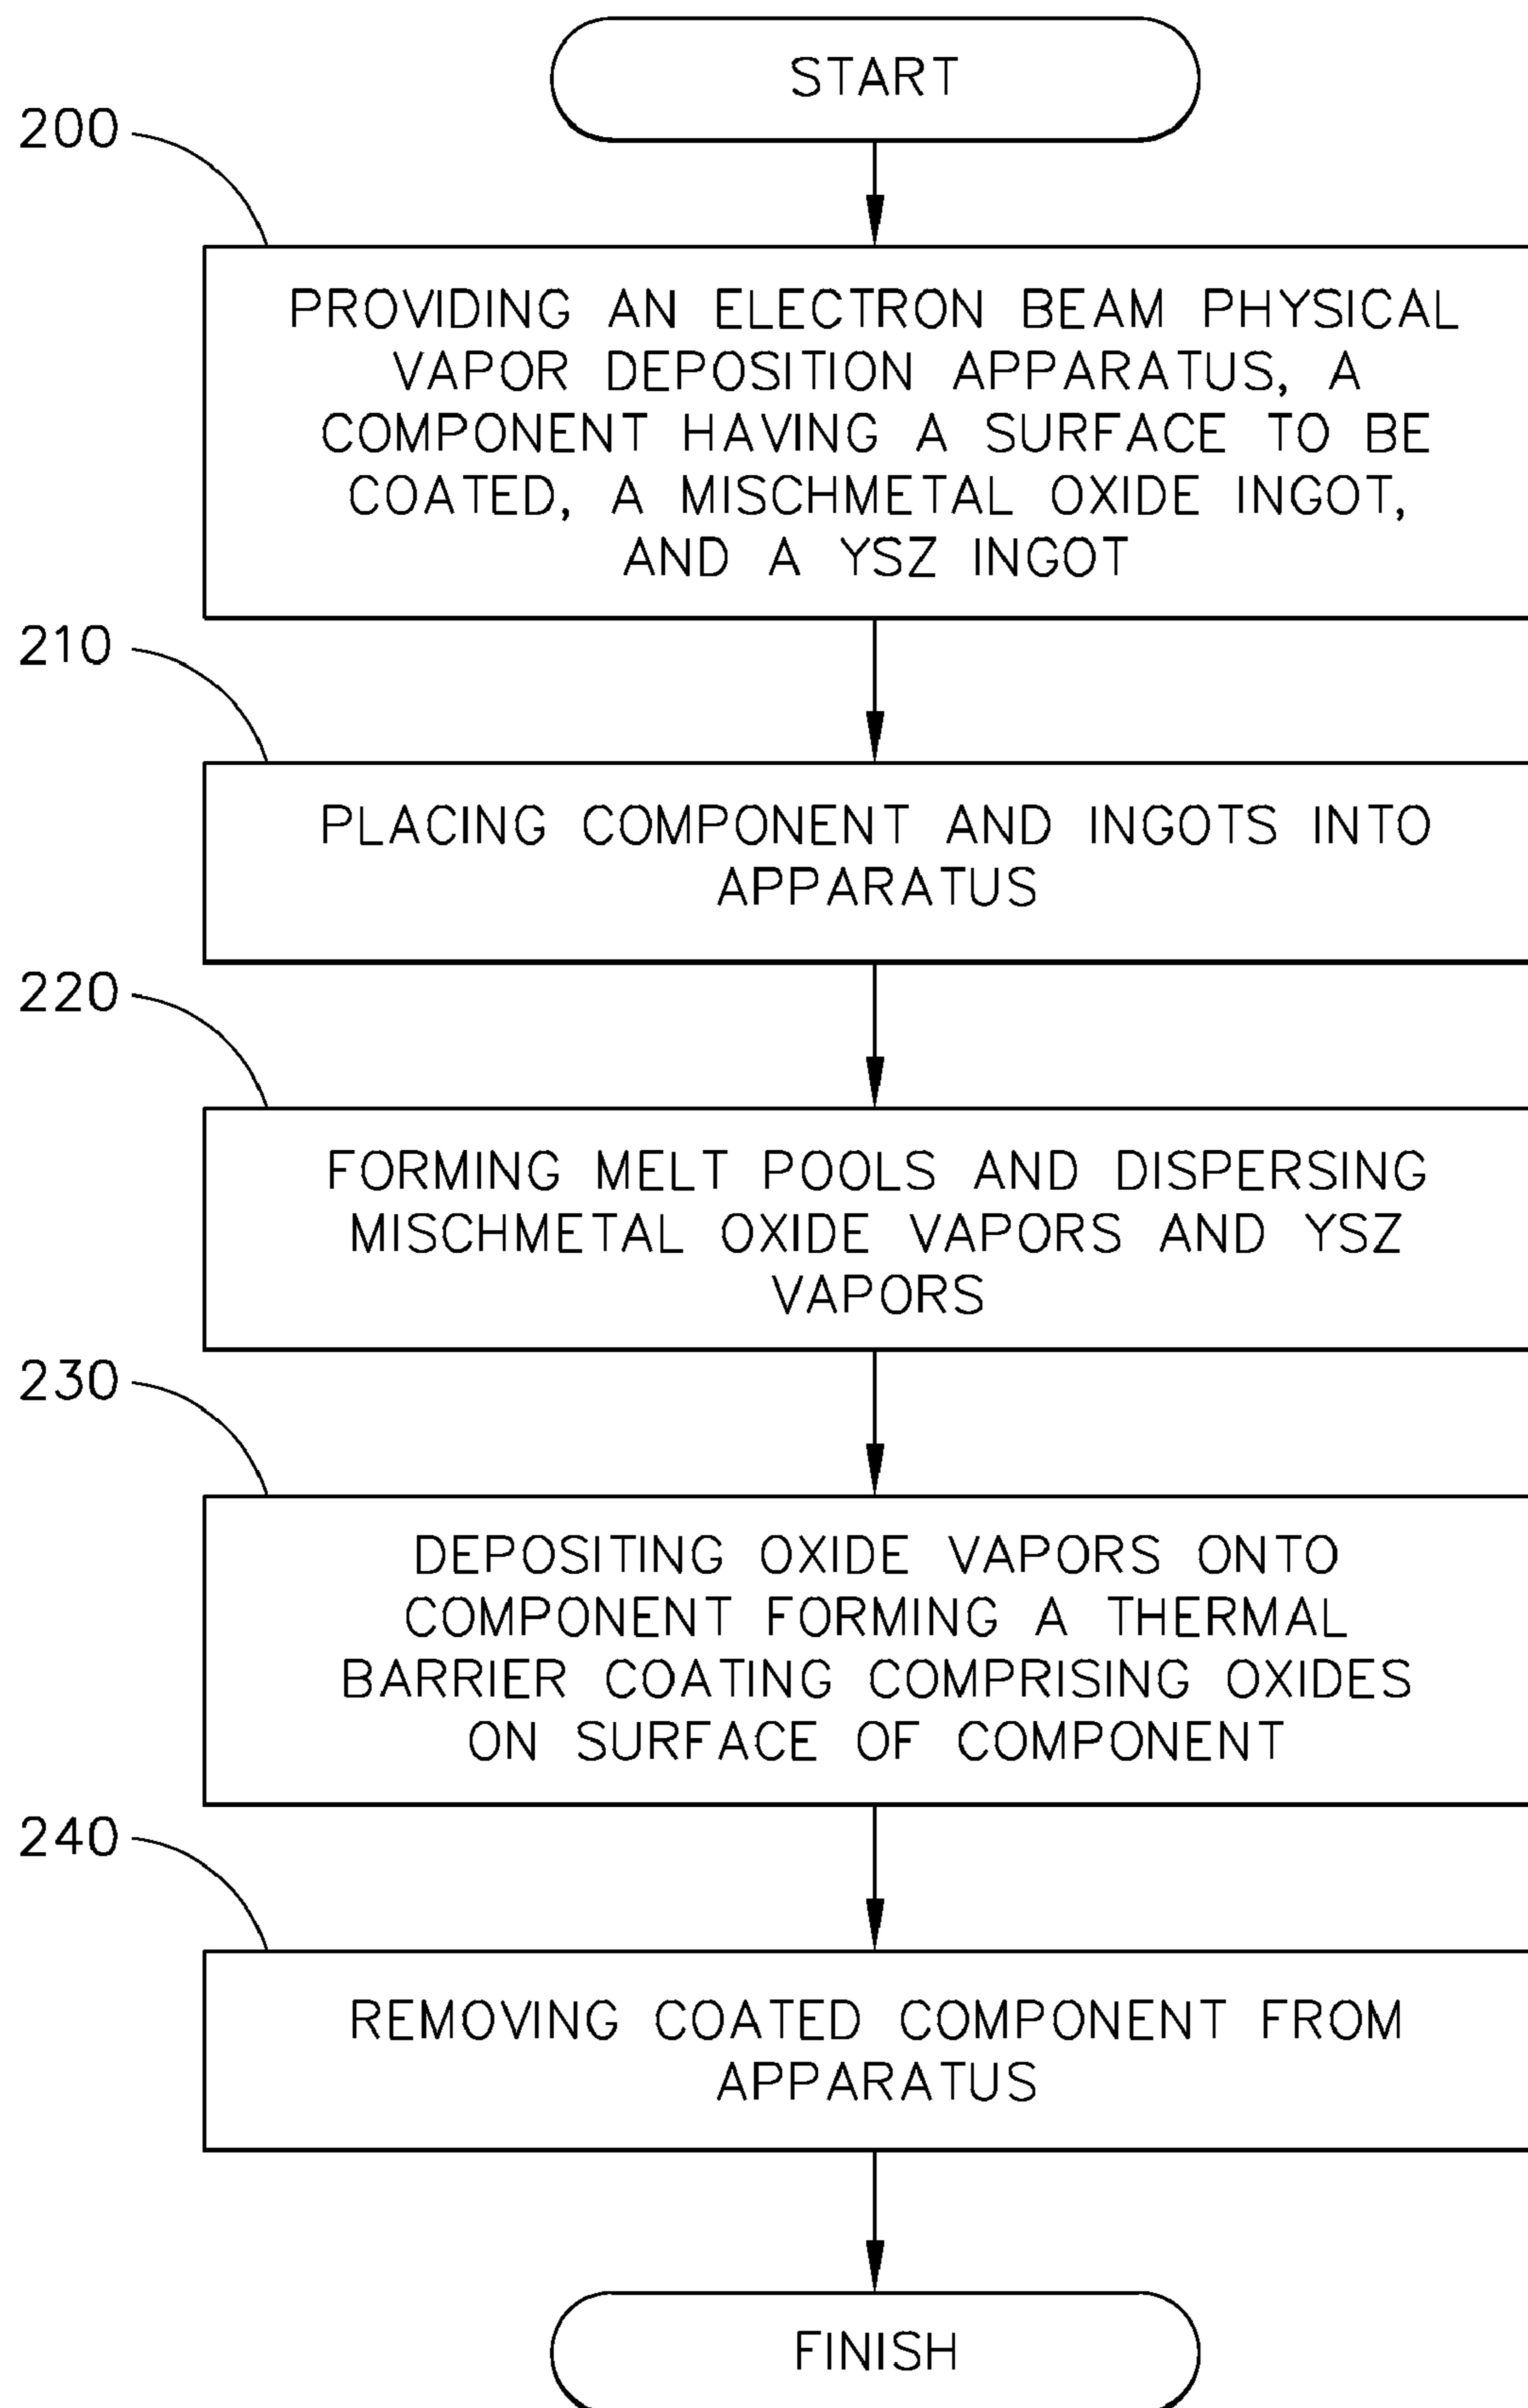 START
200
PROVIDING AN ELECTRON BEAM PHYSICAL
VAPOR DEPOSITION APPARATUS, A
COMPONENT HAVING A SURFACE TO BE
COATED, A MISCHMETAL OXIDE INGOT,
AND A YSZ INGOT
210
PLACING COMPONENT AND INGOTS INTO
APPARATUS
220
FORMING MELT POOLS AND DISPERSING
MISCHMETAL OXIDE VAPORS AND YSZ
VAPORS
230
DEPOSITING OXIDE VAPORS ONTO
COMPONENT FORMING A THERMAL
BARRIER COATING COMPRISING OXIDES
ON SURFACE OF COMPONENT
240
REMOVING COATED COMPONENT FROM
APPARATUS
FINISH